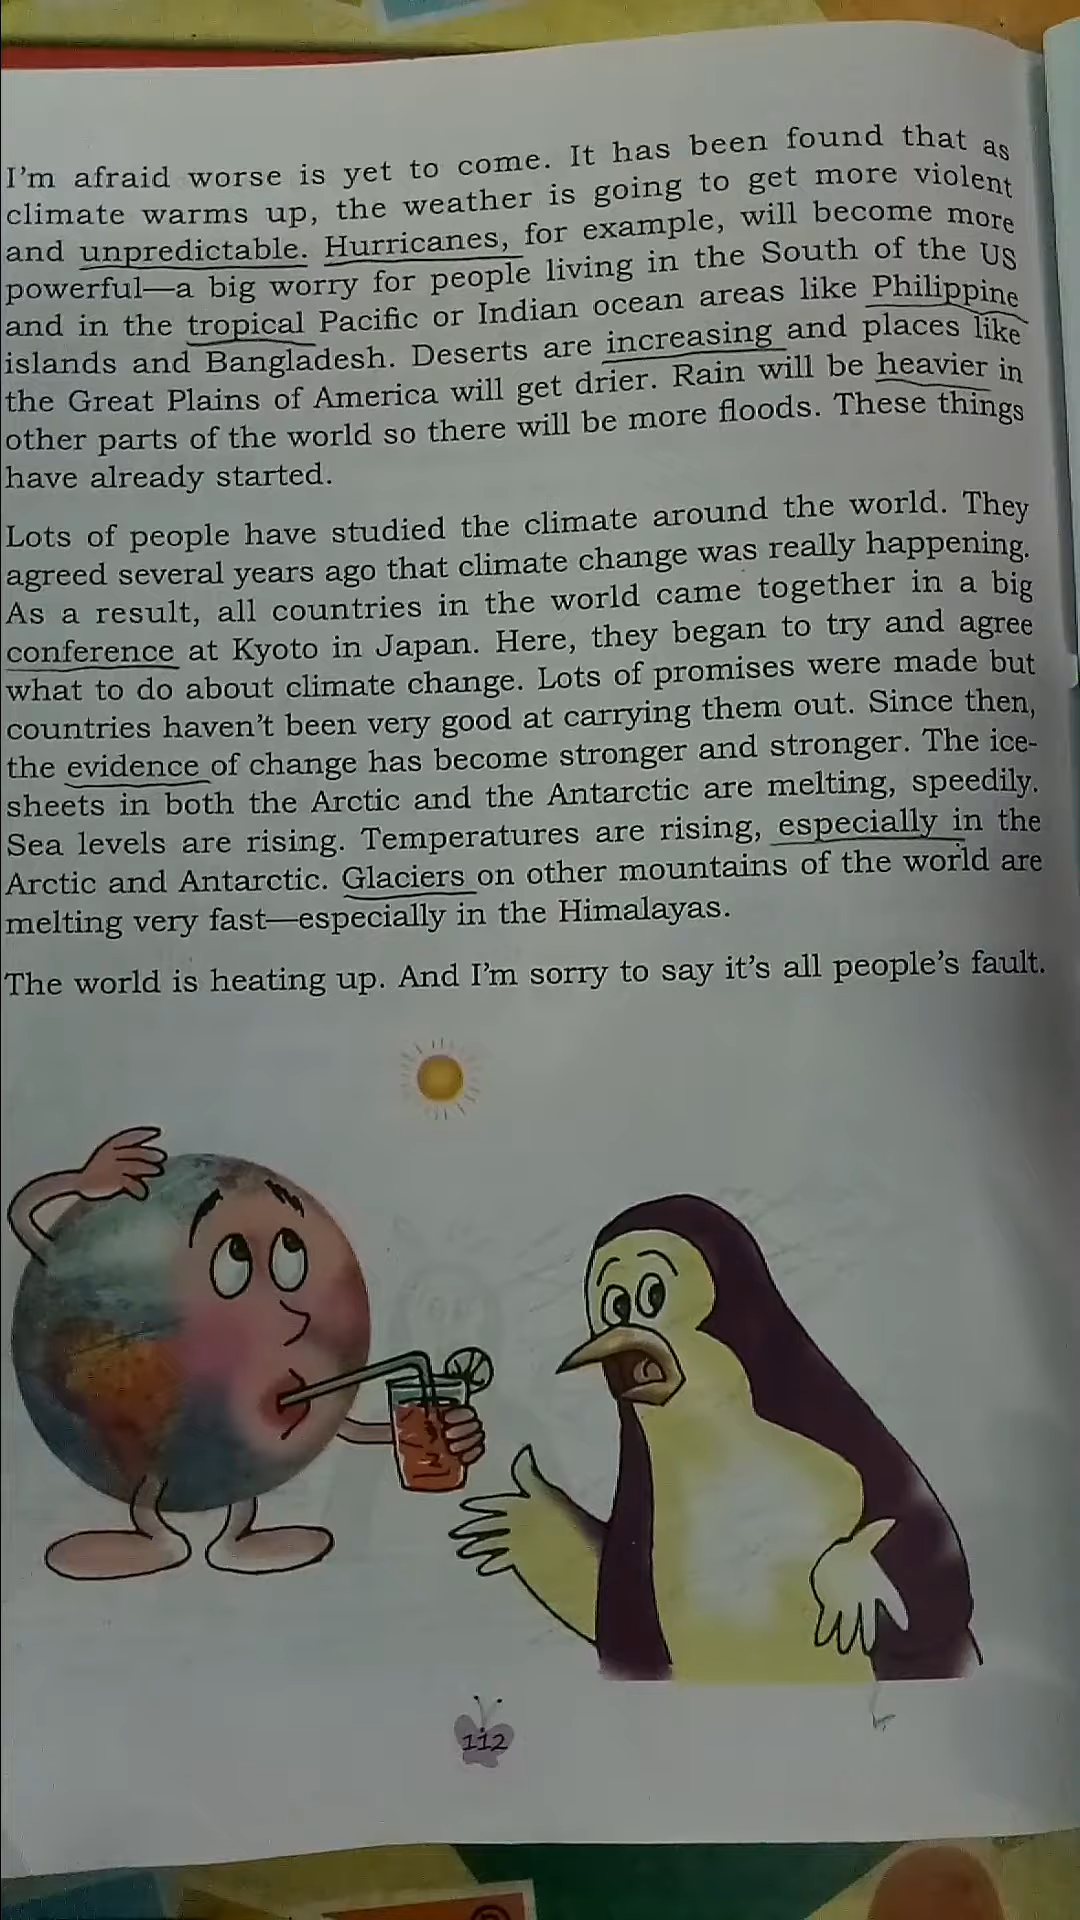 I'm afraid worse is yet to come. It has been found that as
climate warms up, the weather is going to get more violent
and unpredictable. Hurricanes, for example, will become more
powerful—a big worry for people living in the South of the US
and in the tropical Pacific or Indian ocean areas like Philippine
islands and Bangladesh. Deserts are increasing and places like
the Great Plains of America will get drier. Rain will be heavier in
other parts of the world so there will be more floods. These things
have already started.
Lots of people have studied the climate around the world. They
agreed several years ago that climate change was really happening.
As a result, all countries in the world came together in a big
conference at Kyoto in Japan. Here, they began to try and agree
what to do about climate change. Lots of promises were made but
countries haven't been very good at carrying them out. Since then,
the evidence of change has become stronger and stronger. The ice-
sheets in both the Arctic and the Antarctic are melting, speedily.
Sea levels are rising. Temperatures are rising, especially in the
Arctic and Antarctic. Glaciers on other mountains of the world are
melting very fast—especially in the Himalayas.
The world is heating up. And I'm sorry to say it's all people's fault.
112